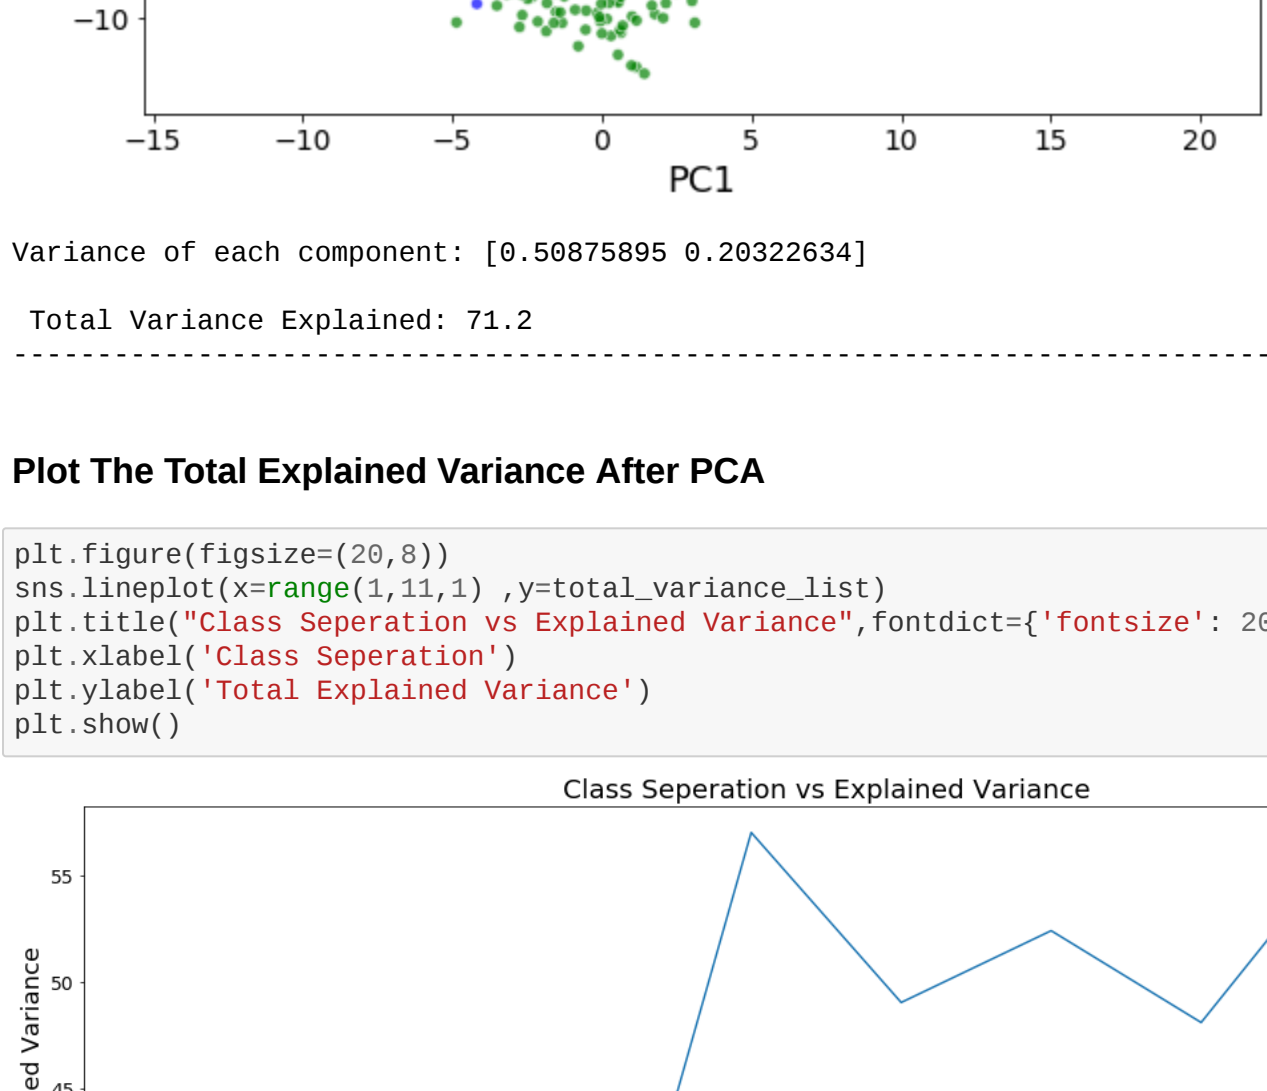 −10
−15 −10 −5 0 5 10 15 20
PC1
Variance of each component: [0.50875895 0.20322634]
Total Variance Explained: 71.2
--------------------------------------------------------------------------
Plot The Total Explained Variance After PCA
plt.figure(figsize=(20,8))
sns.lineplot(x=range(1,11,1) ,y=total_variance_list)
plt.title("Class Seperation vs Explained Variance",fontdict={'fontsize': 20
plt.xlabel('Class Seperation')
plt.ylabel('Total Explained Variance')
plt.show()
Class Seperation vs Explained Variance
55
50
45
ed Variance